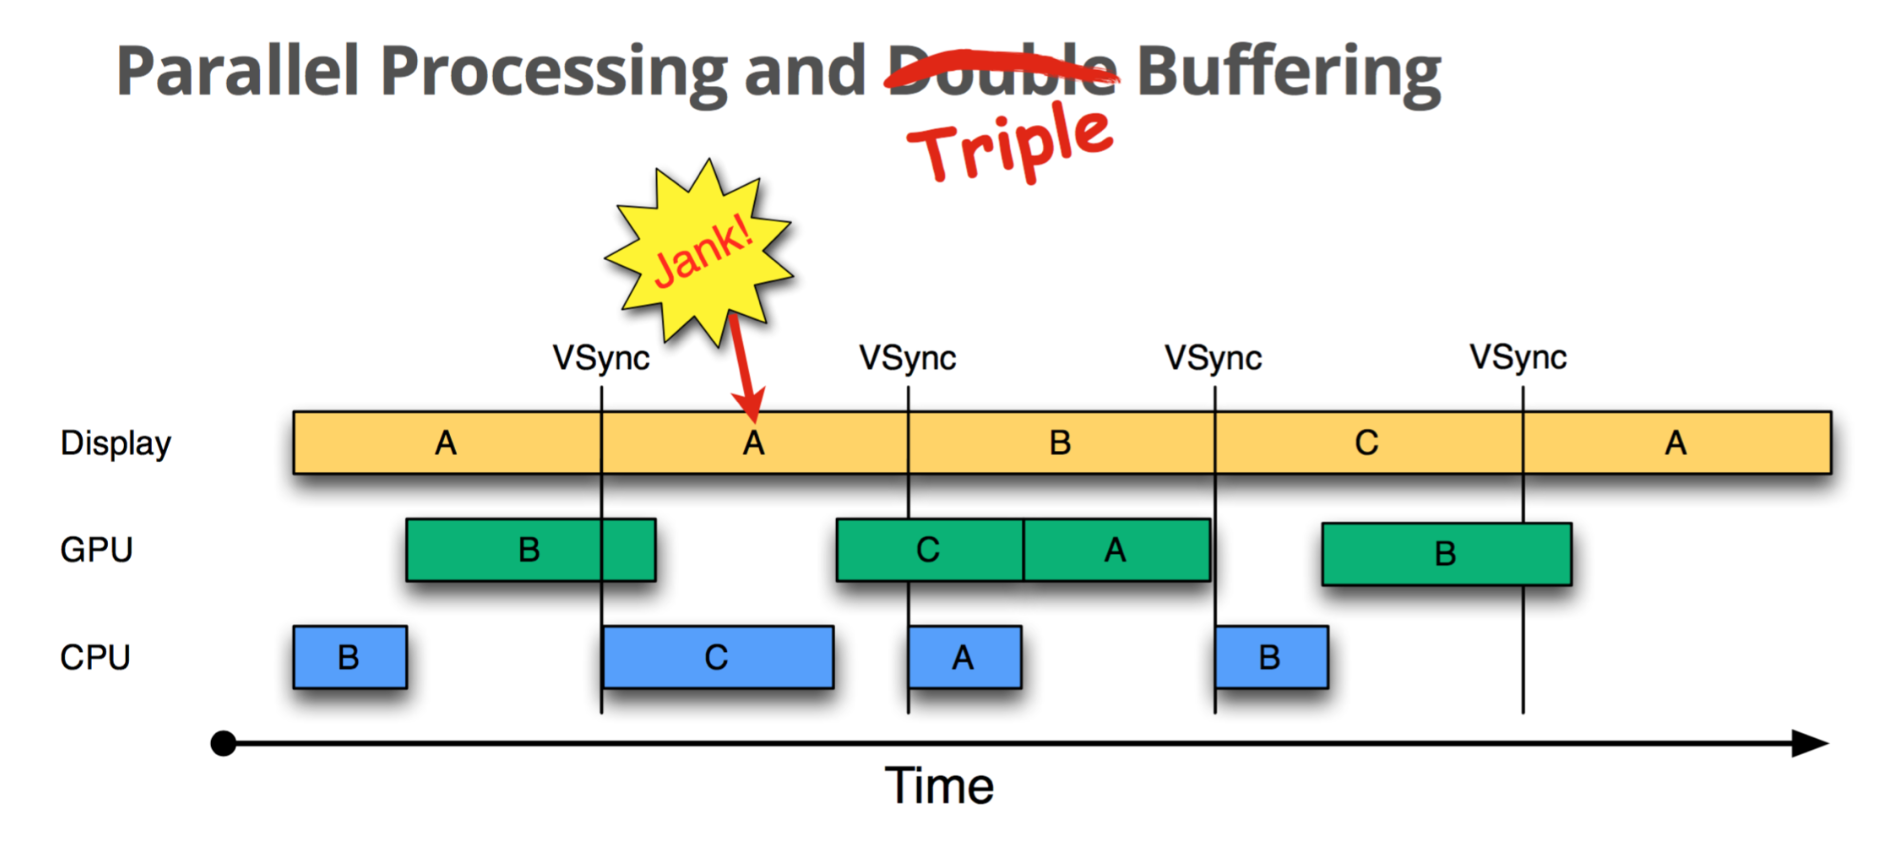 Parallel Processing and Double Buffering
Triple
Jank!
VSync VSync VSync VSync
Display A A B C A
GPU B C A B
CPU B C A B
Time